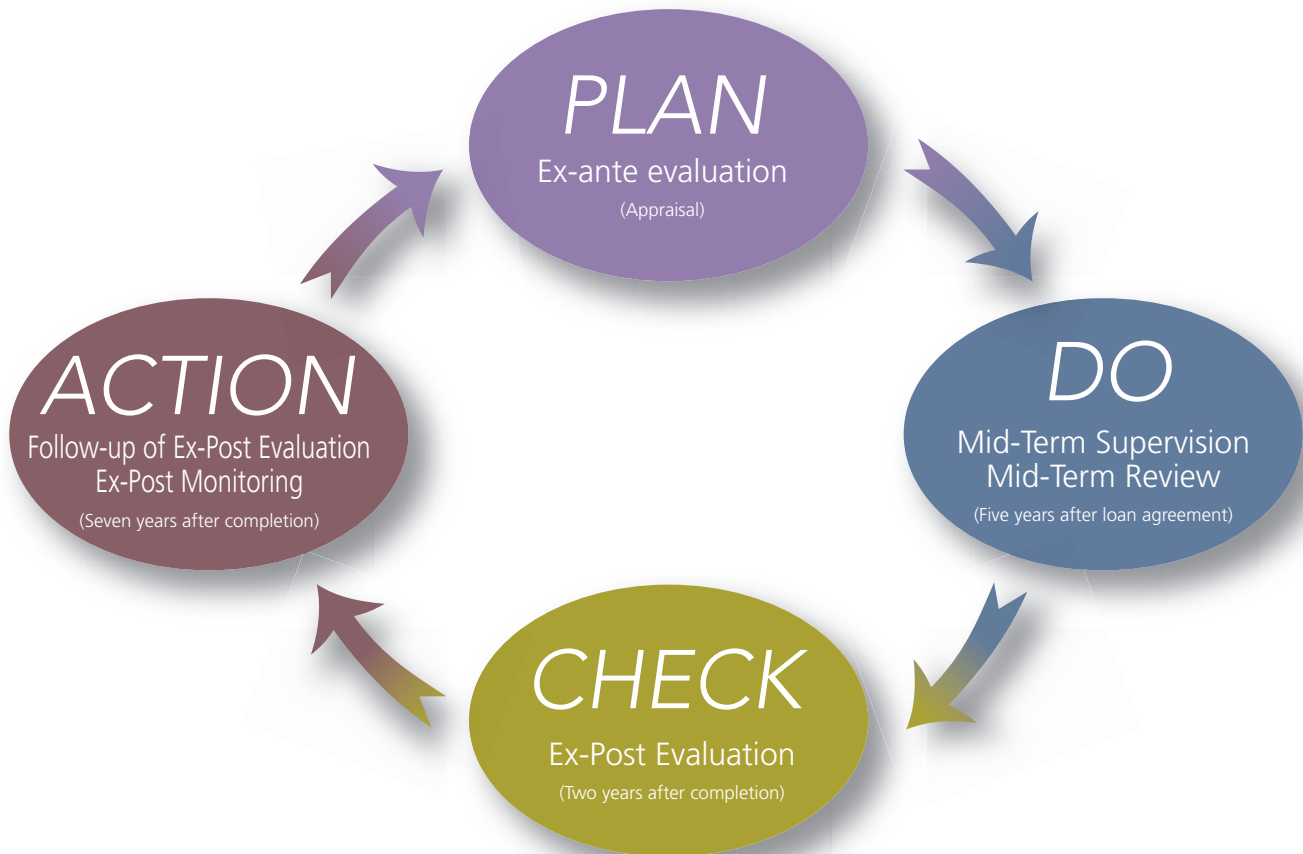 PLAN
Ex-ante evaluation
(Appraisal)
DO
Mid-Term Supervision
Mid-Term Review
(Five years after loan agreement)
CHECK
Ex-Post Evaluation
(Two years after completion)
ACTION
Follow-up of Ex-Post Evaluation
Ex-Post Monitoring
(Seven years after completion)